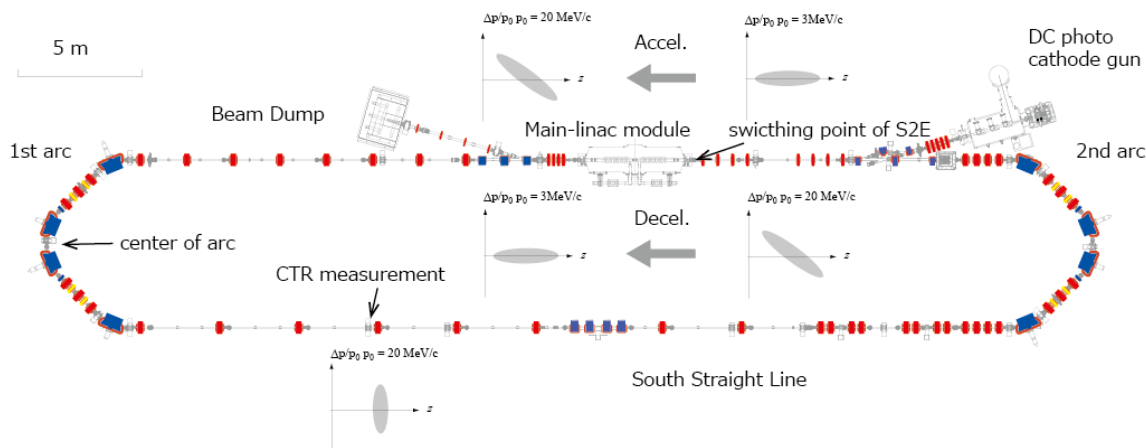 Δp/p₀ p₀ = 20 MeV/c
z
Accel.
Δp/p₀ p₀ = 3MeV/c
z
DC photo
cathode gun
5 m
Beam Dump
Main-linac module
swicthing point of S2E
1st arc
2nd arc
center of arc
Δp/p₀ p₀ = 3MeV/c
z
Decel.
Δp/p₀ p₀ = 20 MeV/c
z
CTR measurement
Δp/p₀ p₀ = 20 MeV/c
z
South Straight Line